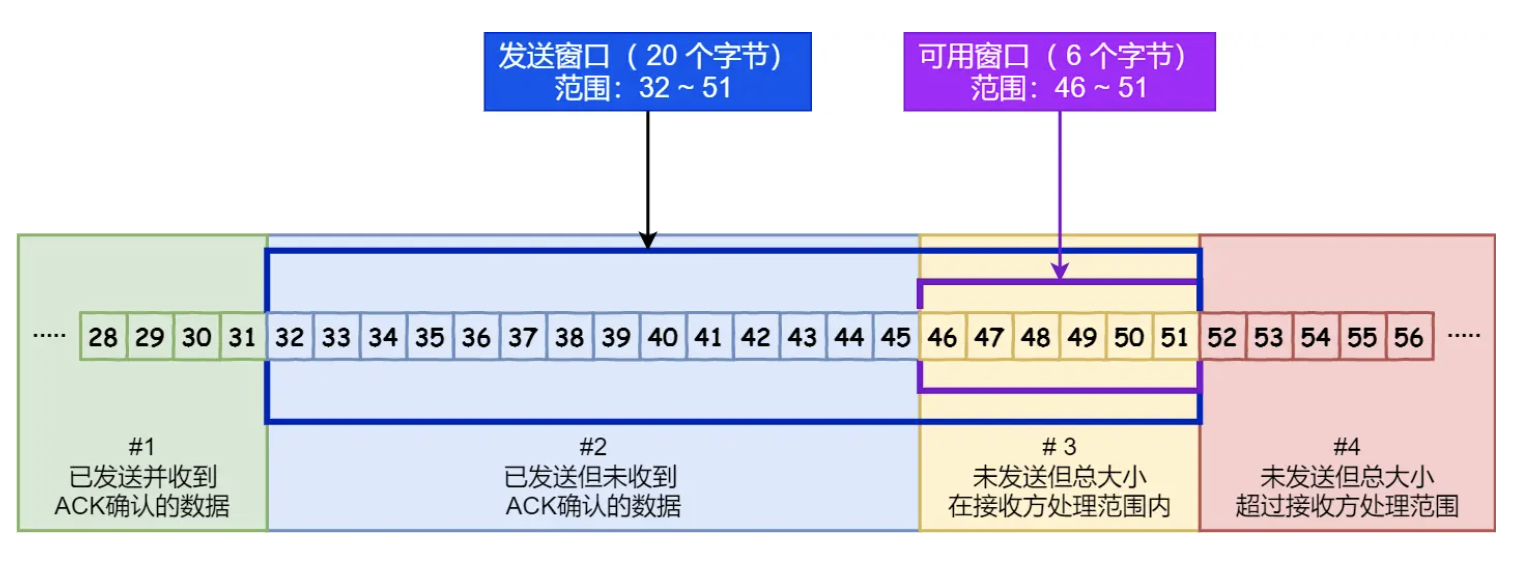 发送窗口（ 20 个字节）
范围：32 ~ 51
可用窗口（ 6 个字节）
范围：46 ~ 51
····· 28 29 30 31 32 33 34 35 36 37 38 39 40 41 42 43 44 45 46 47 48 49 50 51 52 53 54 55 56 ·····
#1
已发送并收到
ACK确认的数据
#2
已发送但未收到
ACK确认的数据
# 3
未发送但总大小
在接收方处理范围内
#4
未发送但总大小
超过接收方处理范围